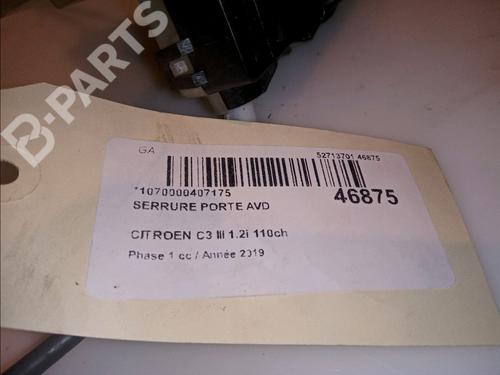 B-PARTS
GA
52713701 46875
*1070000407175
46875
SERRURE PORTE AVD
CITROEN C3 III 1.2i 110ch
Phase 1 cc / Année 2019